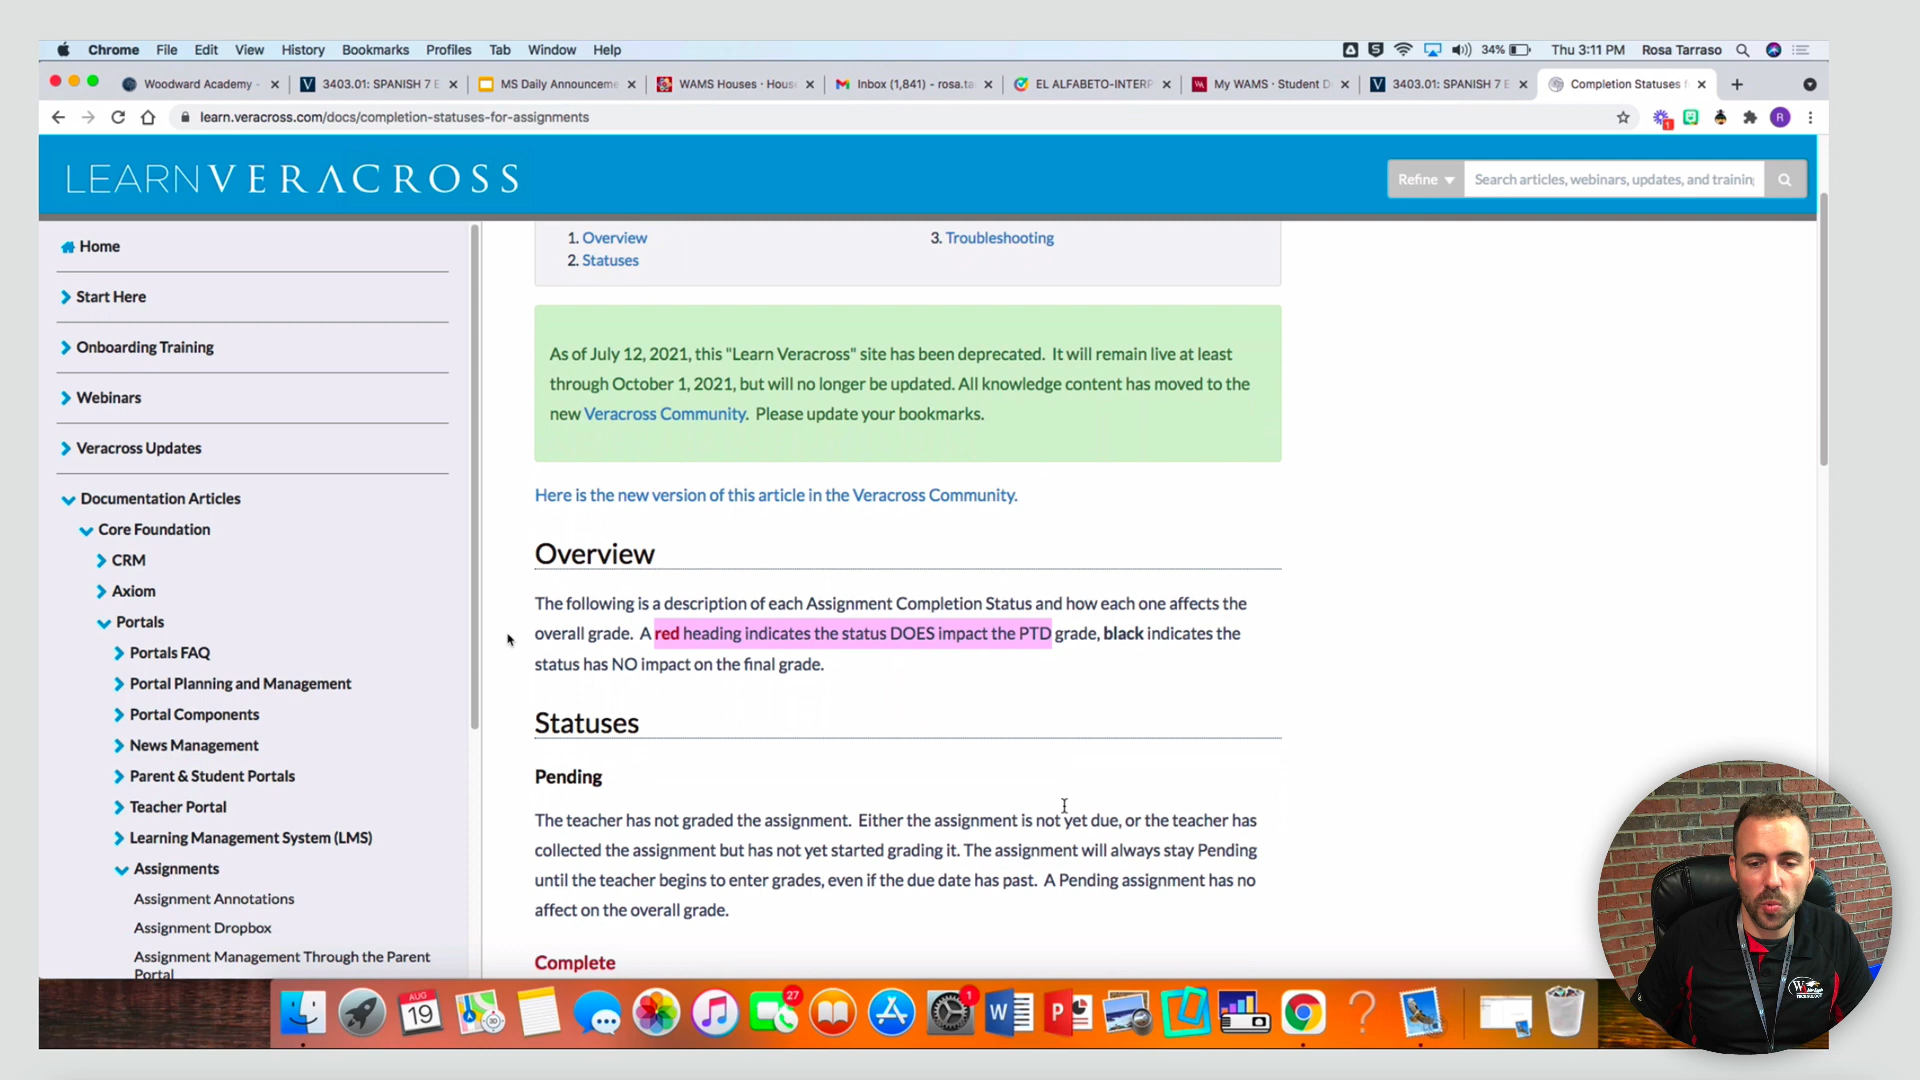 Chrome File Edit View History Bookmarks Profiles Tab Window Help
34% Thu 3:11 PM Rosa Tarraso
Woodward Academy - 3403.01: SPANISH 7 E MS Daily Announceme WAMS Houses · Hous Inbox (1,841) - rosa.ta EL ALFABETO-INTERP My WAMS · Student D 3403.01: SPANISH 7 E Completion Statuses f
learn.veracross.com/docs/completion-statuses-for-assignments
LEARNVERACROSS
Refine Search articles, webinars, updates, and trainin
Home
Start Here
Onboarding Training
Webinars
Veracross Updates
Documentation Articles
Core Foundation
CRM
Axiom
Portals
Portals FAQ
Portal Planning and Management
Portal Components
News Management
Parent & Student Portals
Teacher Portal
Learning Management System (LMS)
Assignments
Assignment Annotations
Assignment Dropbox
Assignment Management Through the Parent
Portal
1. Overview
2. Statuses
3. Troubleshooting
As of July 12, 2021, this "Learn Veracross" site has been deprecated. It will remain live at least
through October 1, 2021, but will no longer be updated. All knowledge content has moved to the
new Veracross Community. Please update your bookmarks.
Here is the new version of this article in the Veracross Community.
Overview
The following is a description of each Assignment Completion Status and how each one affects the
overall grade. A red heading indicates the status DOES impact the PTD grade, black indicates the
status has NO impact on the final grade.
Statuses
Pending
The teacher has not graded the assignment. Either the assignment is not yet due, or the teacher has
collected the assignment but has not yet started grading it. The assignment will always stay Pending
until the teacher begins to enter grades, even if the due date has past. A Pending assignment has no
affect on the overall grade.
Complete
AUG
19
27
1